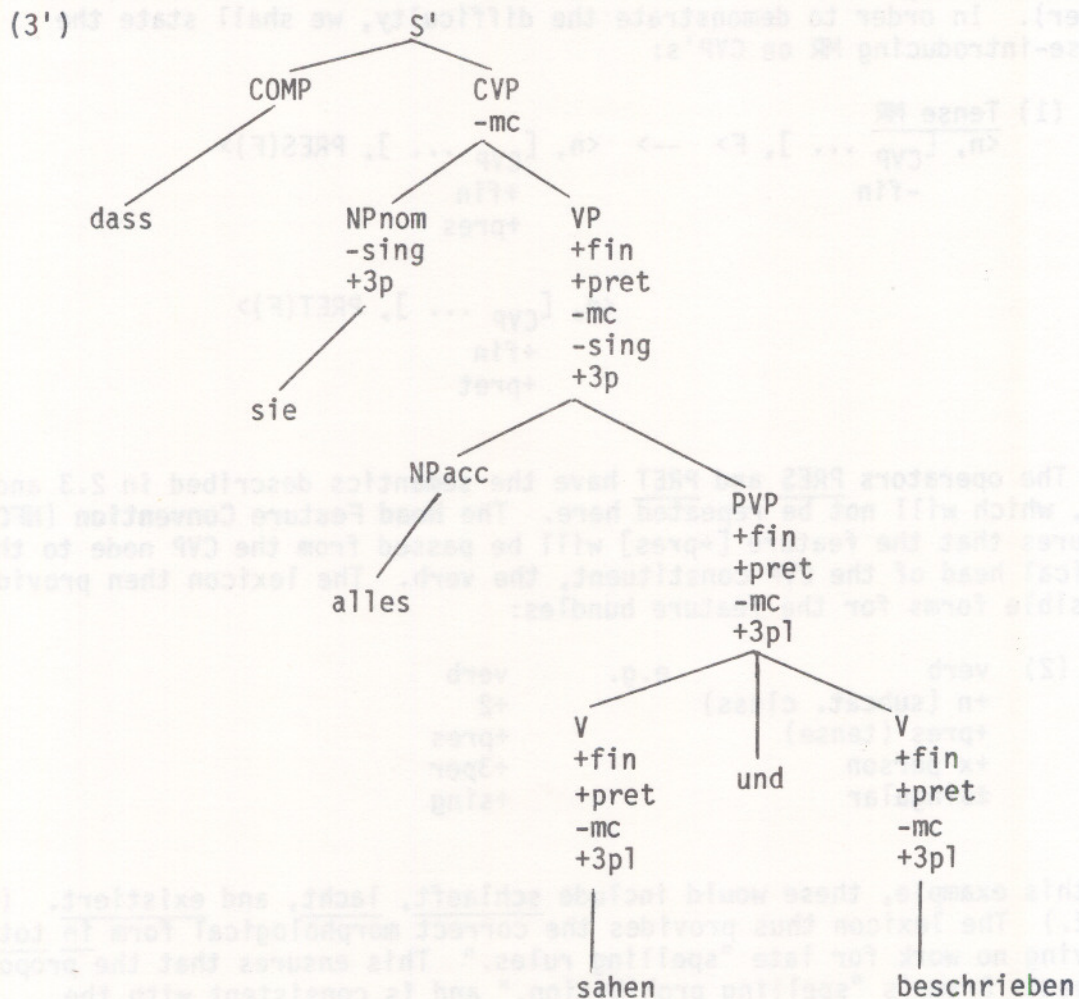 (3')
S'
COMP CVP
-mc
dass NPnom VP
-sing +fin
+3p +pret
-mc
-sing
+3p
sie
NPacc
PVP
+fin
+pret
-mc
+3pl
alles
V und V
+fin +fin
+pret +pret
-mc -mc
+3pl +3pl
sahen beschrieben